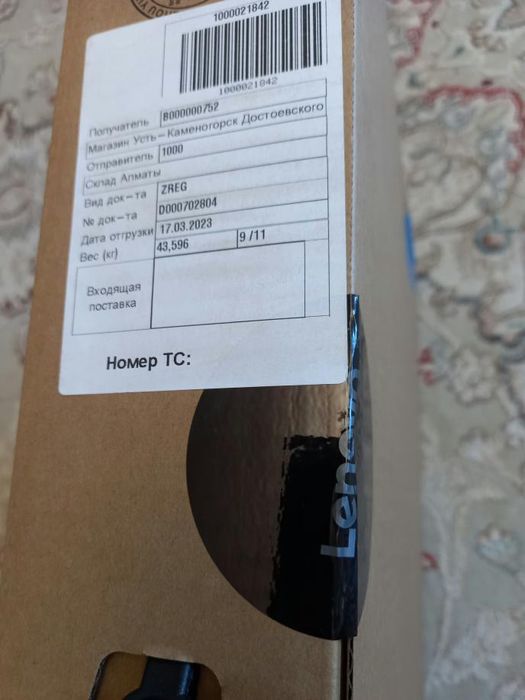 1000021842
1000021842
Получатель B000000752
Магазин Усть-Каменогорск Достоевского
Отправитель 1000
Склад Алматы
Вид док-та ZREG
№ док-та D000702804
Дата отгрузки 17.03.2023
Вес (кг) 43,596 9 /11
Входящая
поставка
Номер ТС:
Lenovo